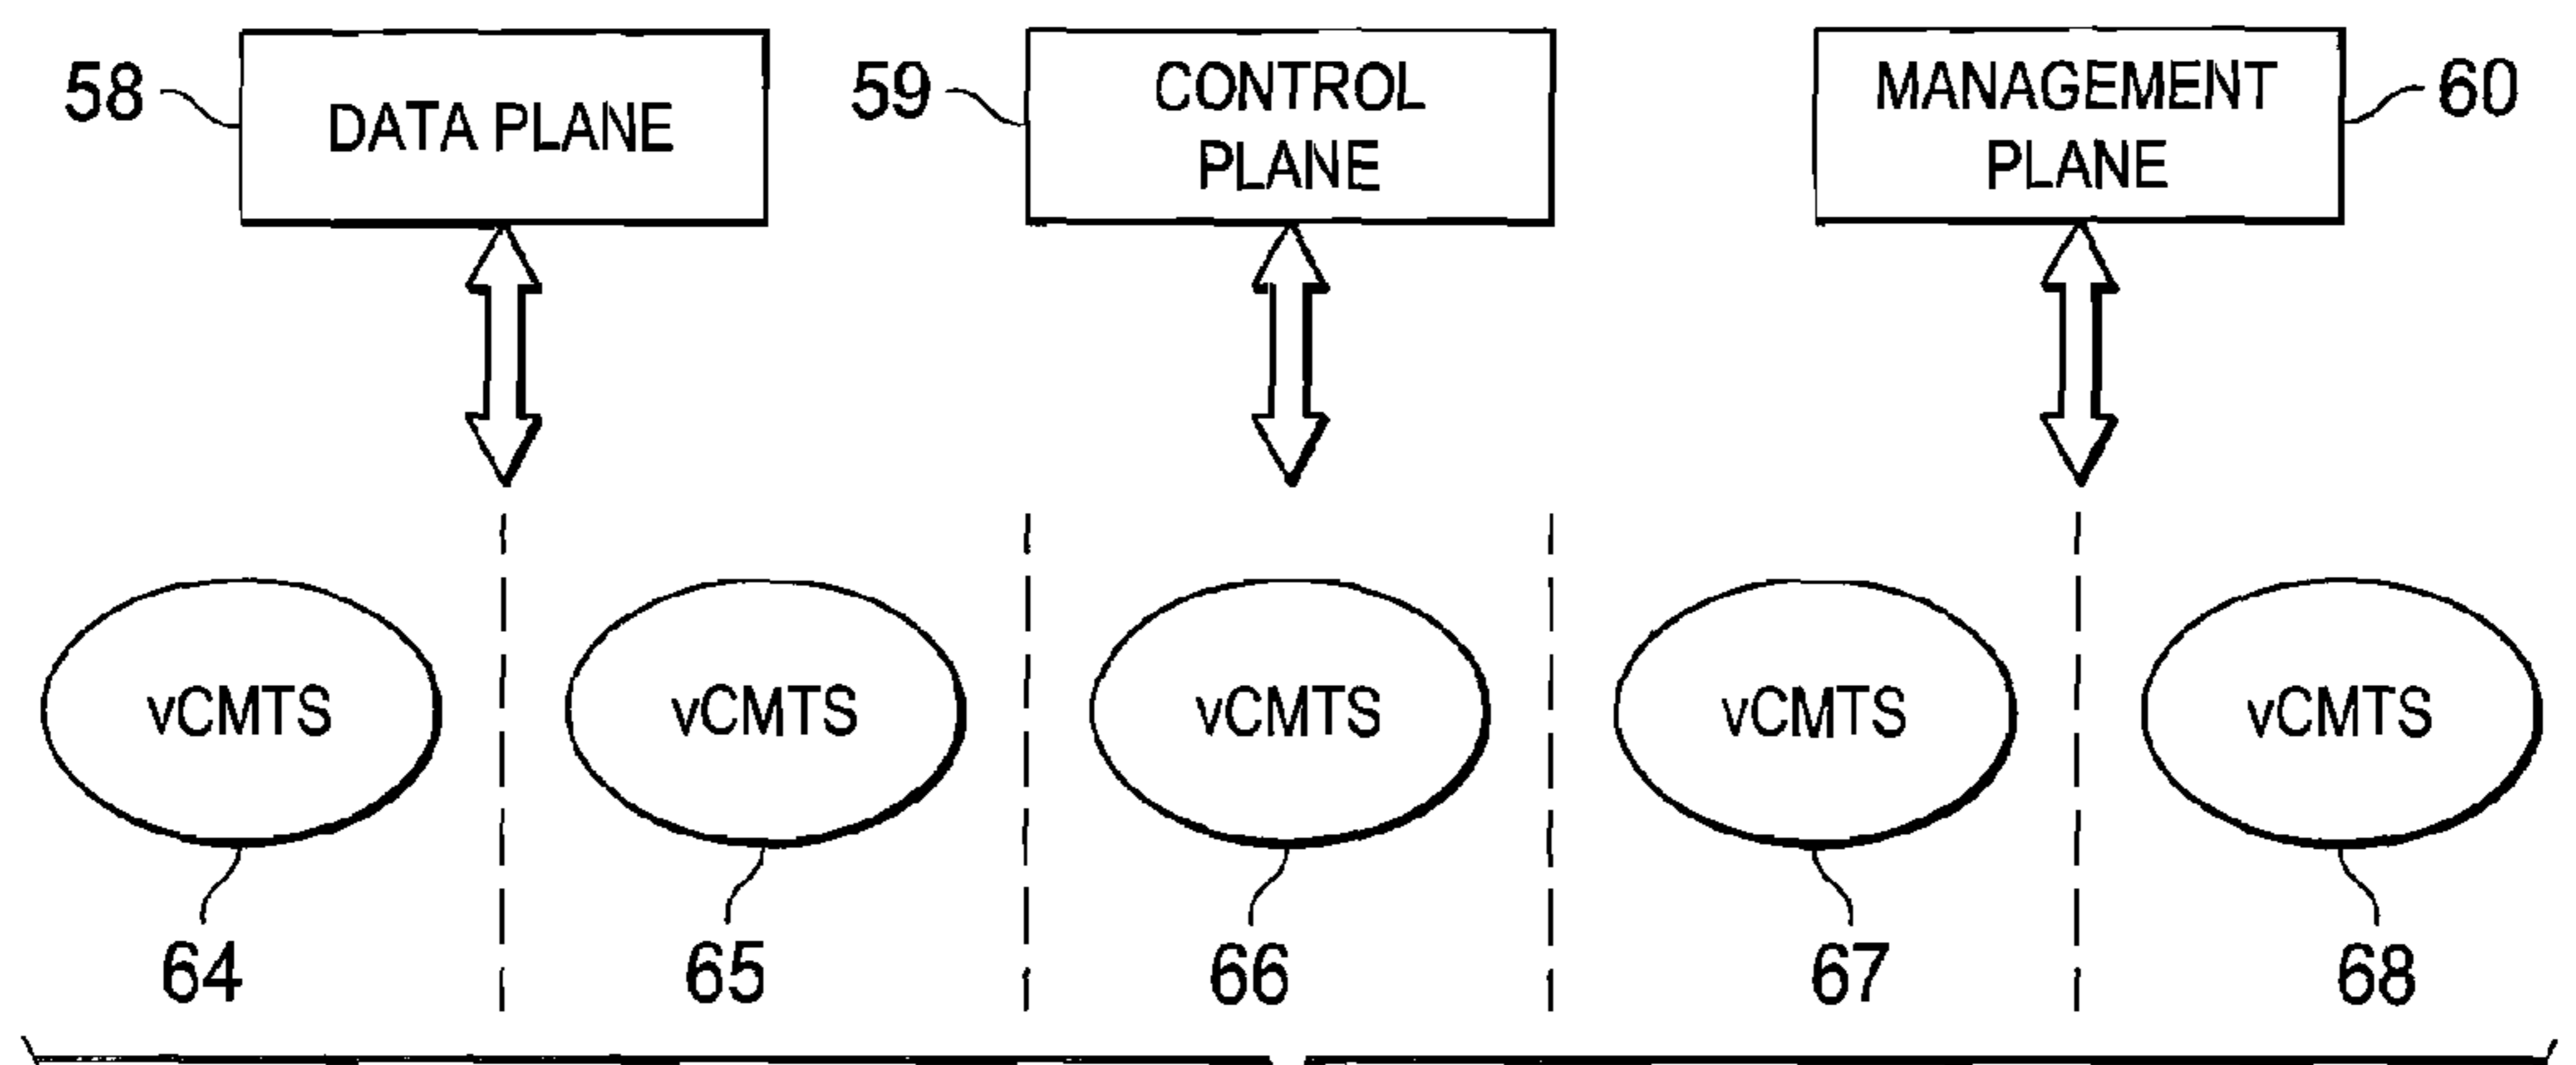 58 DATA PLANE
59 CONTROL PLANE
MANAGEMENT PLANE 60
vCMTS vCMTS vCMTS vCMTS vCMTS
64 65 66 67 68